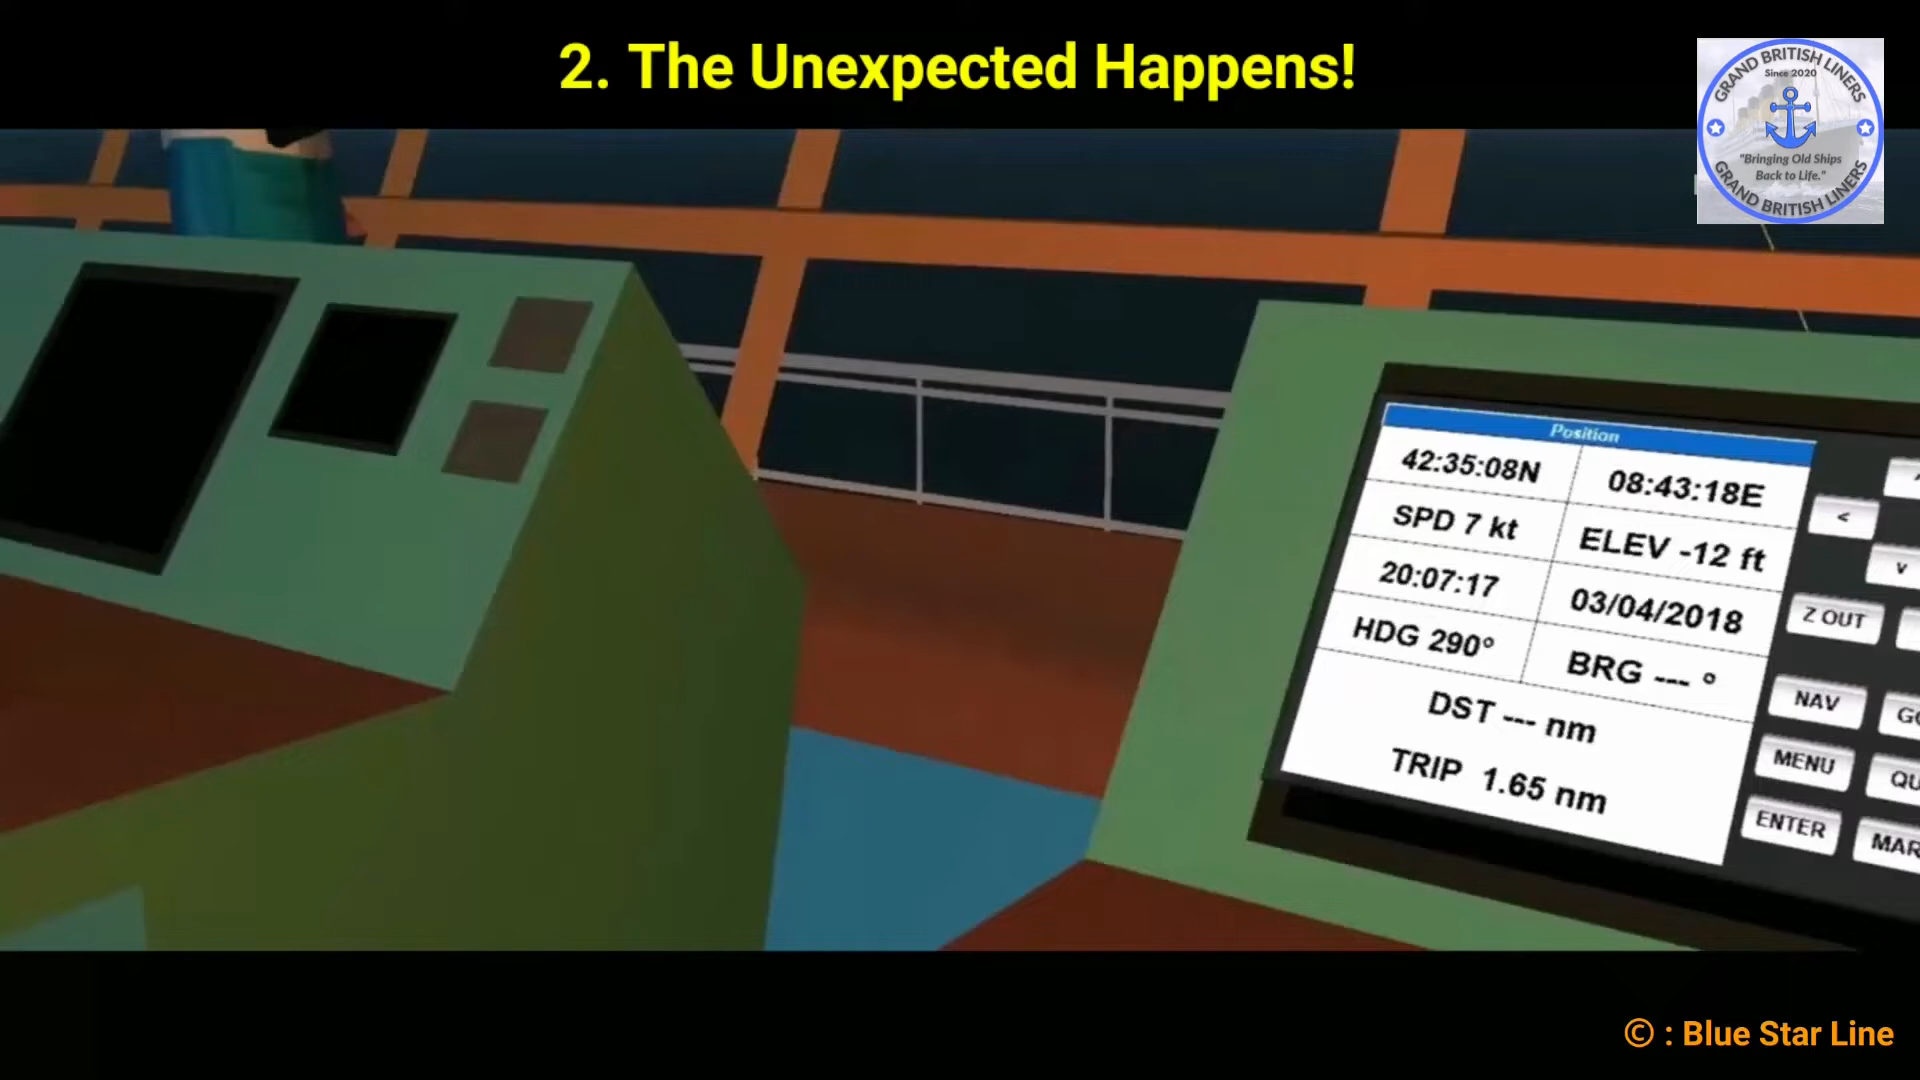 2. The Unexpected Happens!
GRAND BRITISH LINERS
Since 2020
"Bringing Old Ships
Back to Life."
GRAND BRITISH LINERS
Position
42:35:08N 08:43:18E
SPD 7 kt ELEV -12 ft
20:07:17 03/04/2018
HDG 290° BRG --- °
DST --- nm
TRIP 1.65 nm
<
v
Z OUT
NAV
MENU
ENTER
© : Blue Star Line